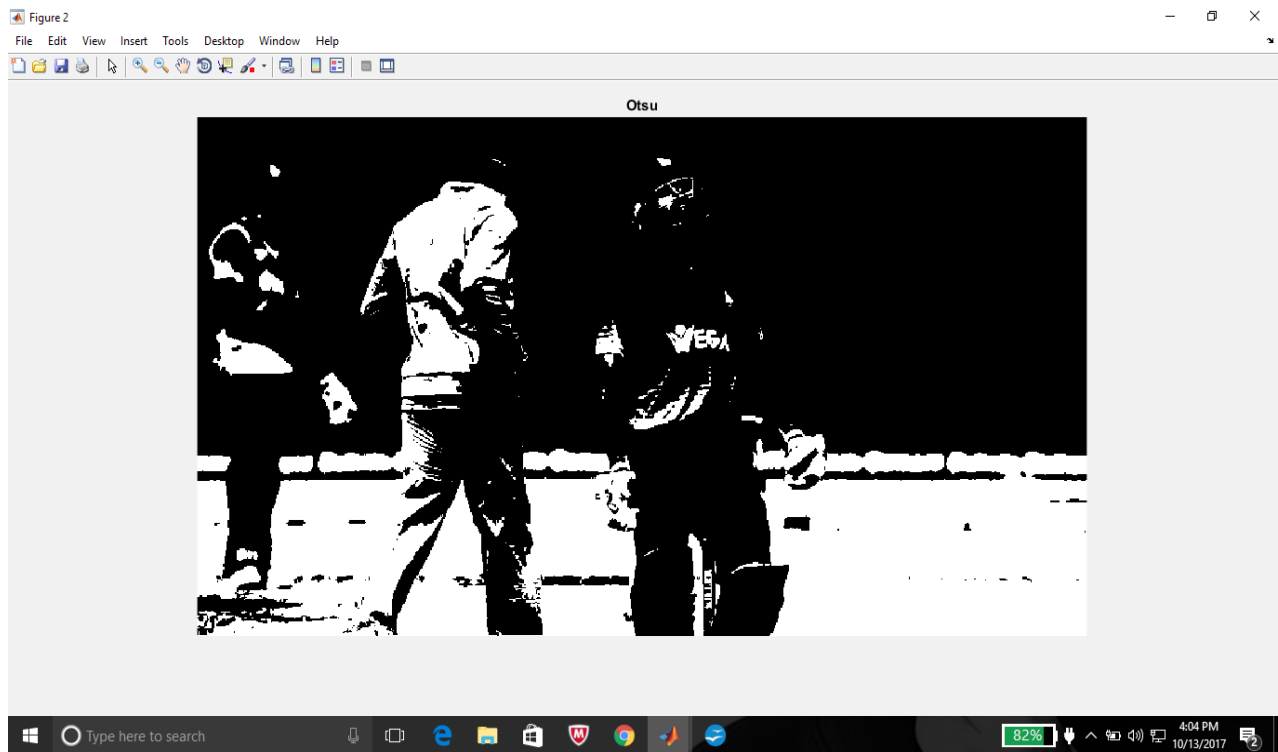 Figure 2
File Edit View Insert Tools Desktop Window Help
Otsu
VEGA
Type here to search
82%
4:04 PM
10/13/2017
2